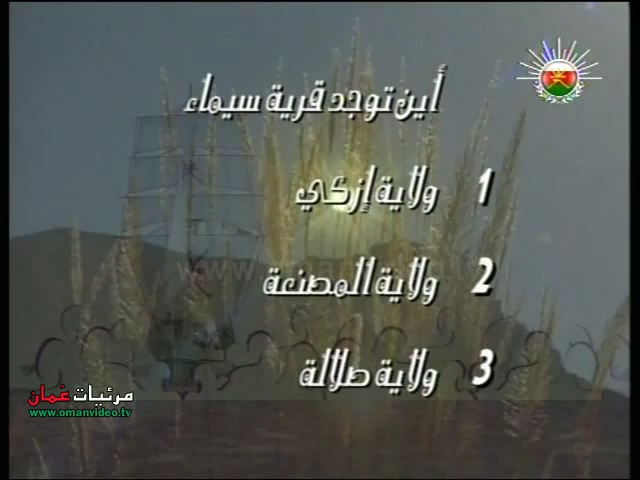 أين توجد قرية سيماء
1 ولاية إزكي
2 ولاية المصنعة
3 ولاية صلالة
مرئيات عُمان
www.omanvideo.tv